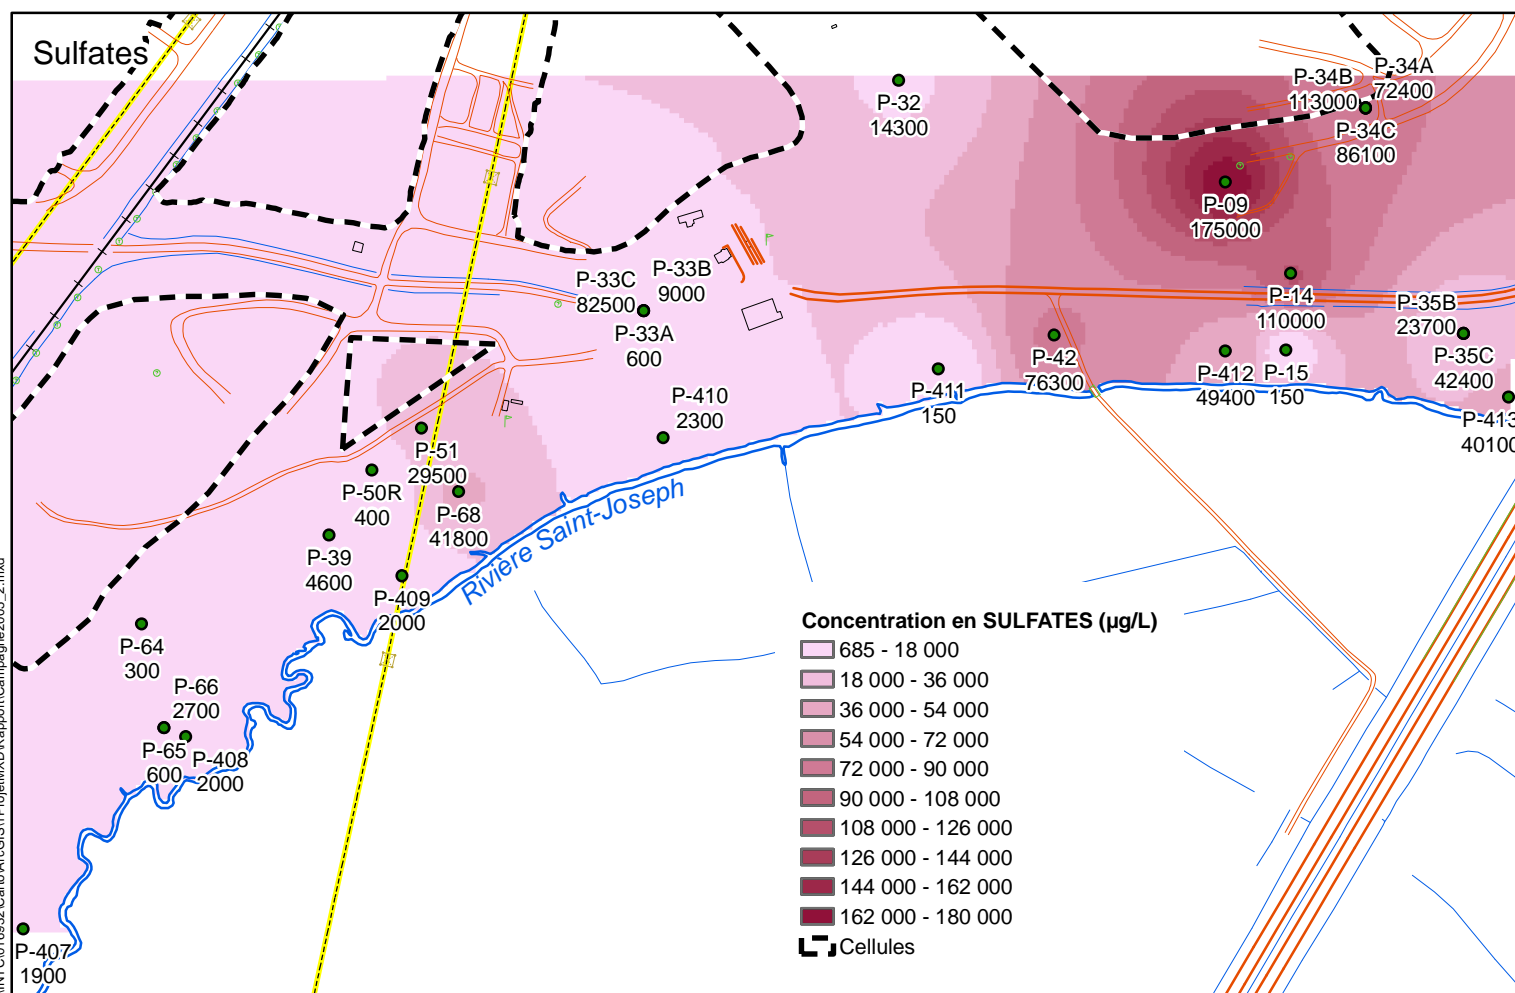 Sulfates
P-32
14300
P-34B
113000
P-34A
72400
P-34C
86100
P-09
175000
P-33C
82500
P-33B
9000
P-33A
600
P-14
110000
P-35B
23700
P-35C
42400
P-42
76300
P-412
49400
P-15
150
P-411
150
P-413
40100
P-410
2300
P-51
29500
P-50R
400
P-68
41800
P-39
4600
P-409
2000
Rivière Saint-Joseph
P-64
300
P-66
2700
P-65
600
P-408
2000
P-407
1900
Concentration en SULFATES (µg/L)
685 - 18 000
18 000 - 36 000
36 000 - 54 000
54 000 - 72 000
72 000 - 90 000
90 000 - 108 000
108 000 - 126 000
126 000 - 144 000
144 000 - 162 000
162 000 - 180 000
Cellules